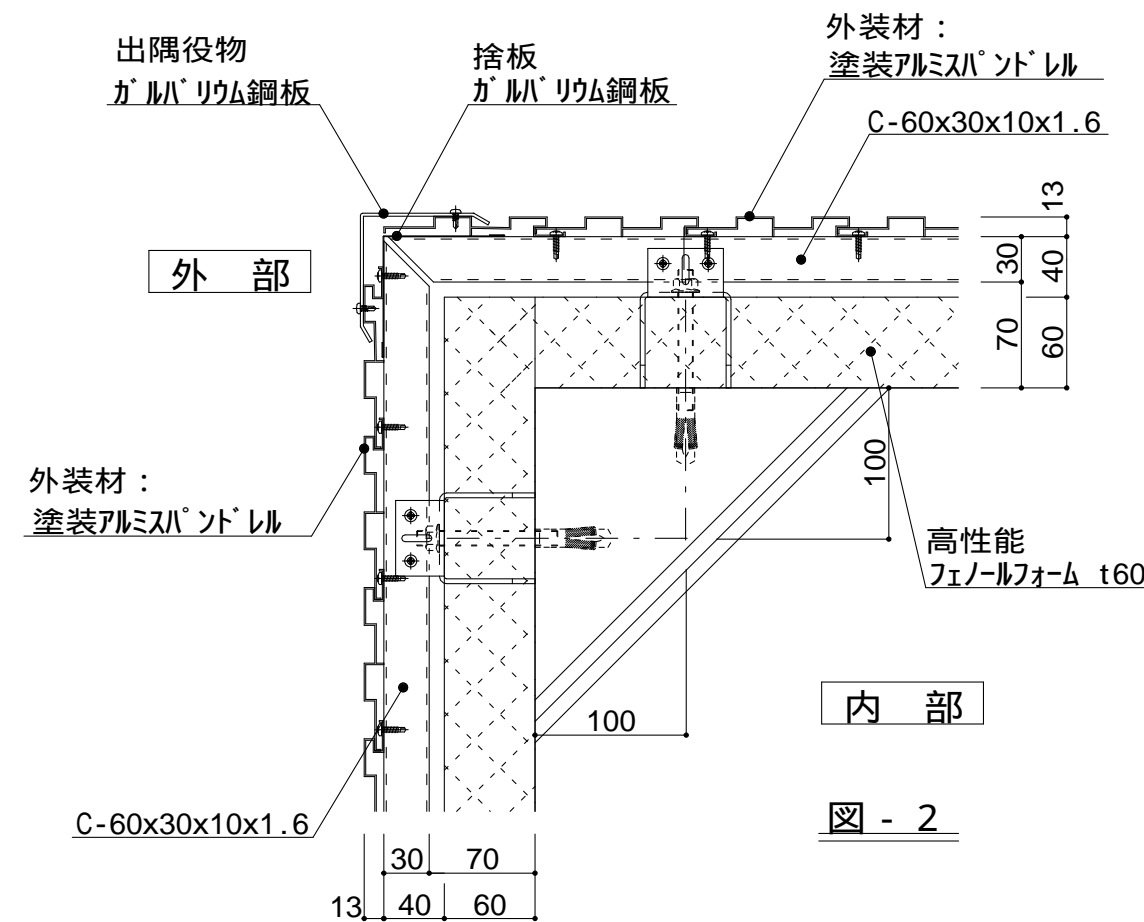 外装材：
塗装ｱﾙﾐｽﾊﾟﾝﾄﾞﾚﾙ
出隅役物
ｶﾞﾙﾊﾞﾘｳﾑ鋼板
捨板
ｶﾞﾙﾊﾞﾘｳﾑ鋼板
C-60x30x10x1.6
13
外　部
30
40
70
60
100
外装材：
塗装ｱﾙﾐｽﾊﾟﾝﾄﾞﾚﾙ
高性能
ﾌｪﾉｰﾙﾌｫｰﾑ t60
内　部
100
C-60x30x10x1.6
図 - 2
30
70
13
40
60